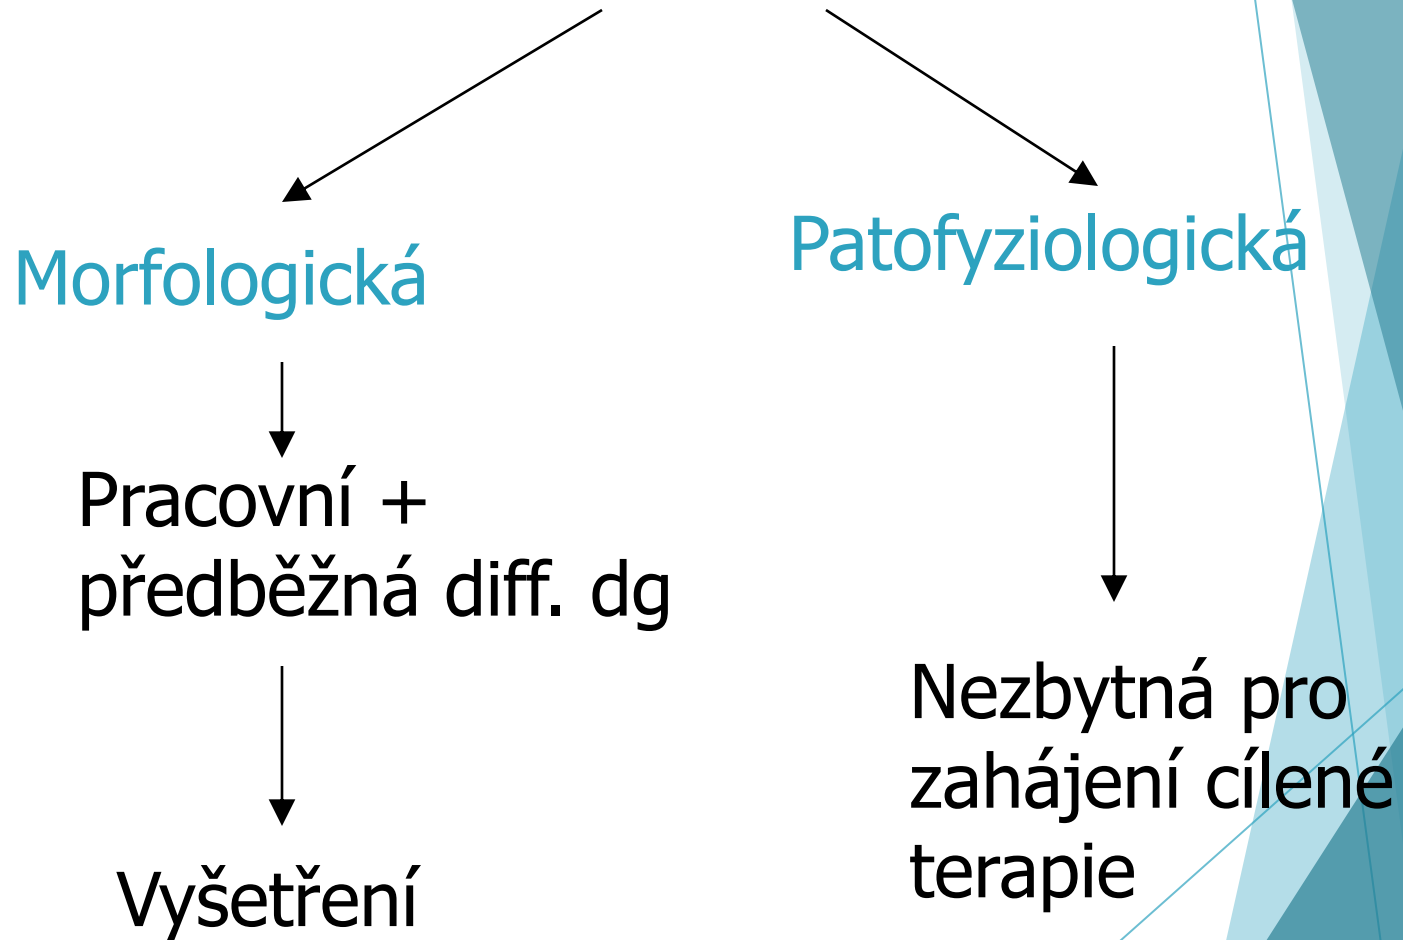 Morfologická
Patofyziologická
Pracovní +
předběžná diff. dg
Vyšetření
Nezbytná pro
zahájení cílené
terapie